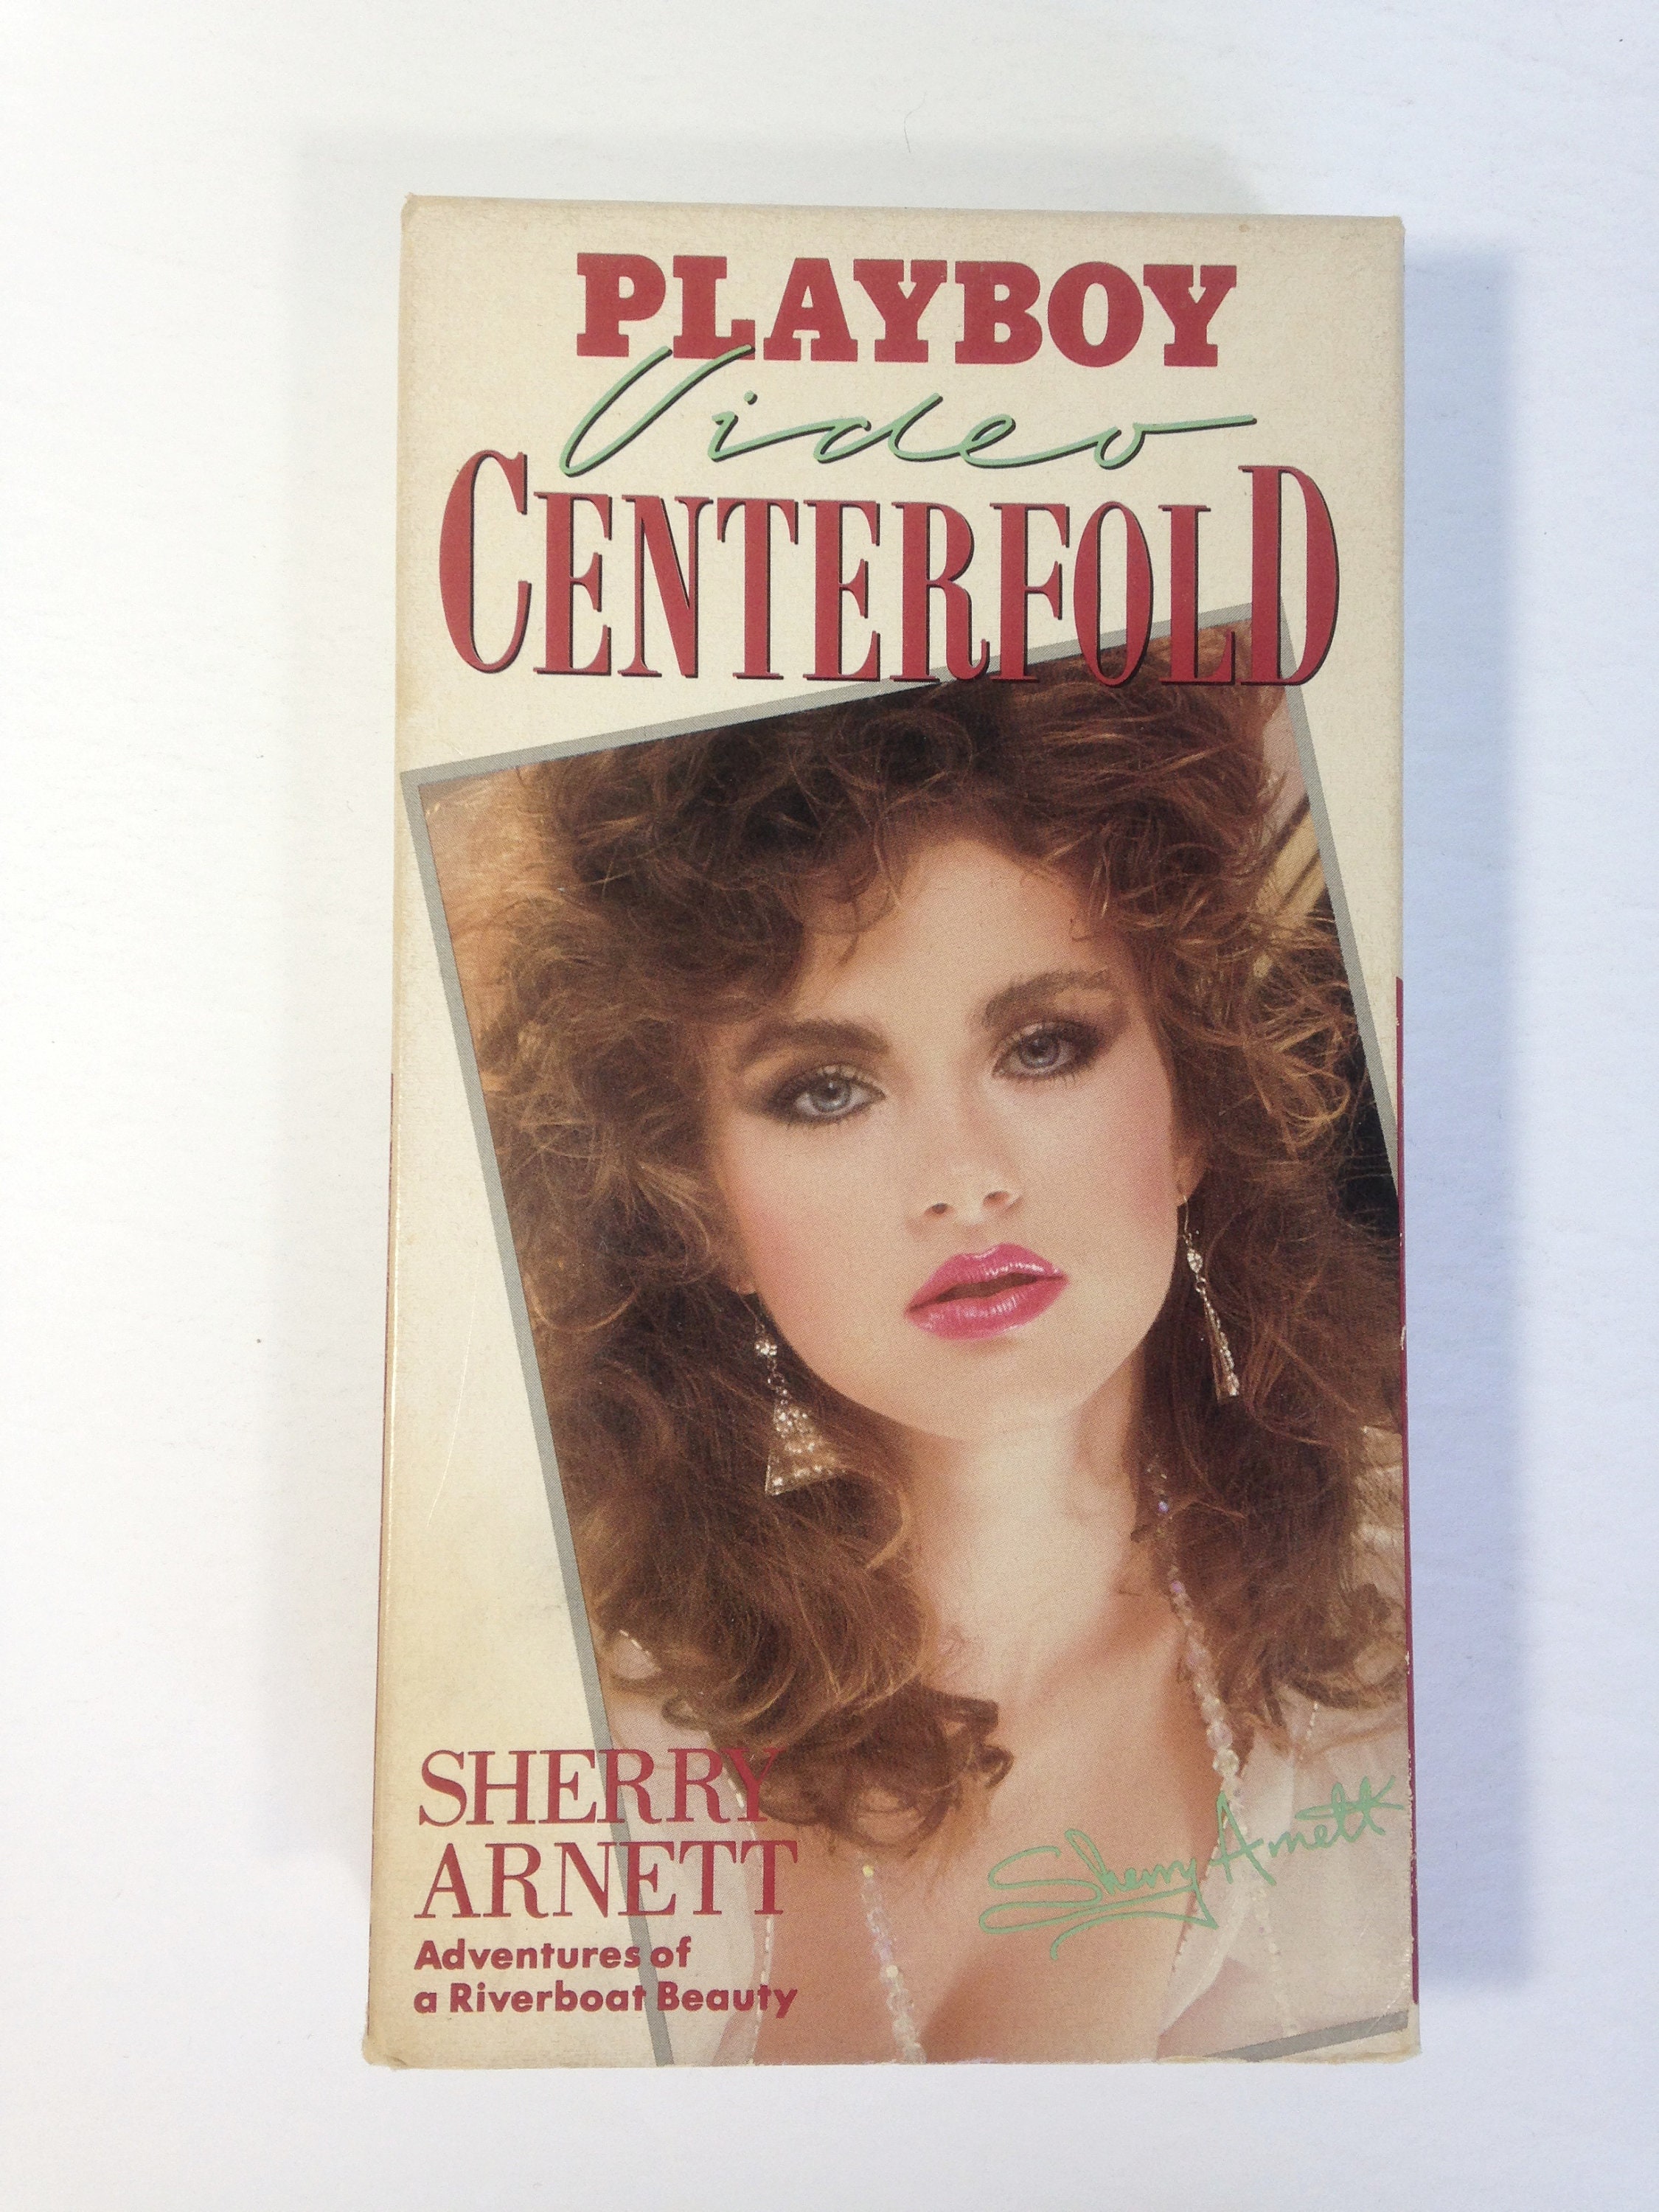 PLAYBOY
Video
CENTERFOLD
SHERRY
ARNETT
Sherry Arnett
Adventures of
a Riverboat Beauty